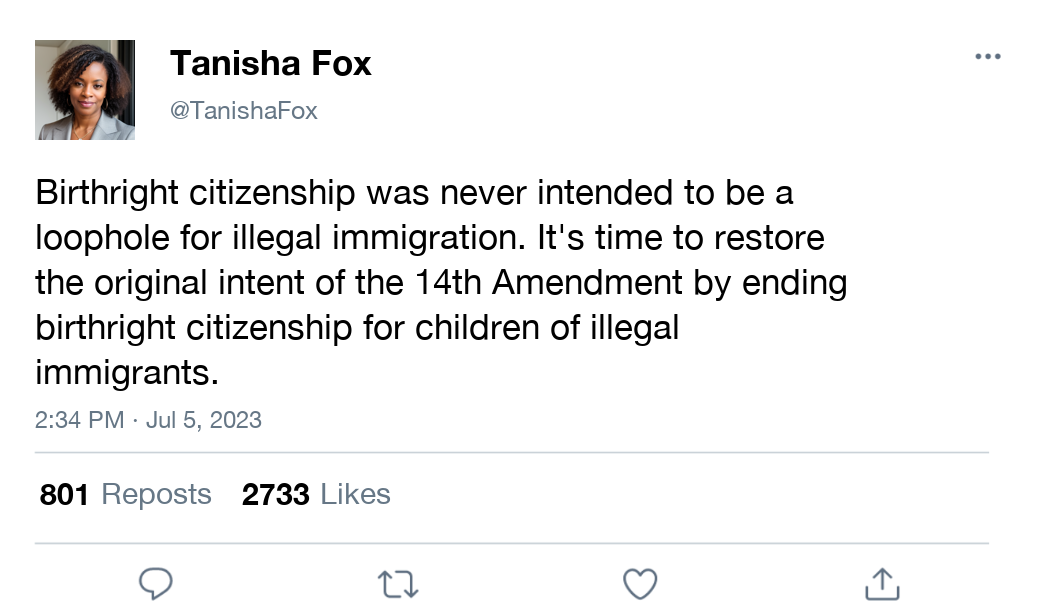 Tanisha Fox
@TanishaFox
Birthright citizenship was never intended to be a
loophole for illegal immigration. It's time to restore
the original intent of the 14th Amendment by ending
birthright citizenship for children of illegal
immigrants.
2:34 PM · Jul 5, 2023
801 Reposts 2733 Likes